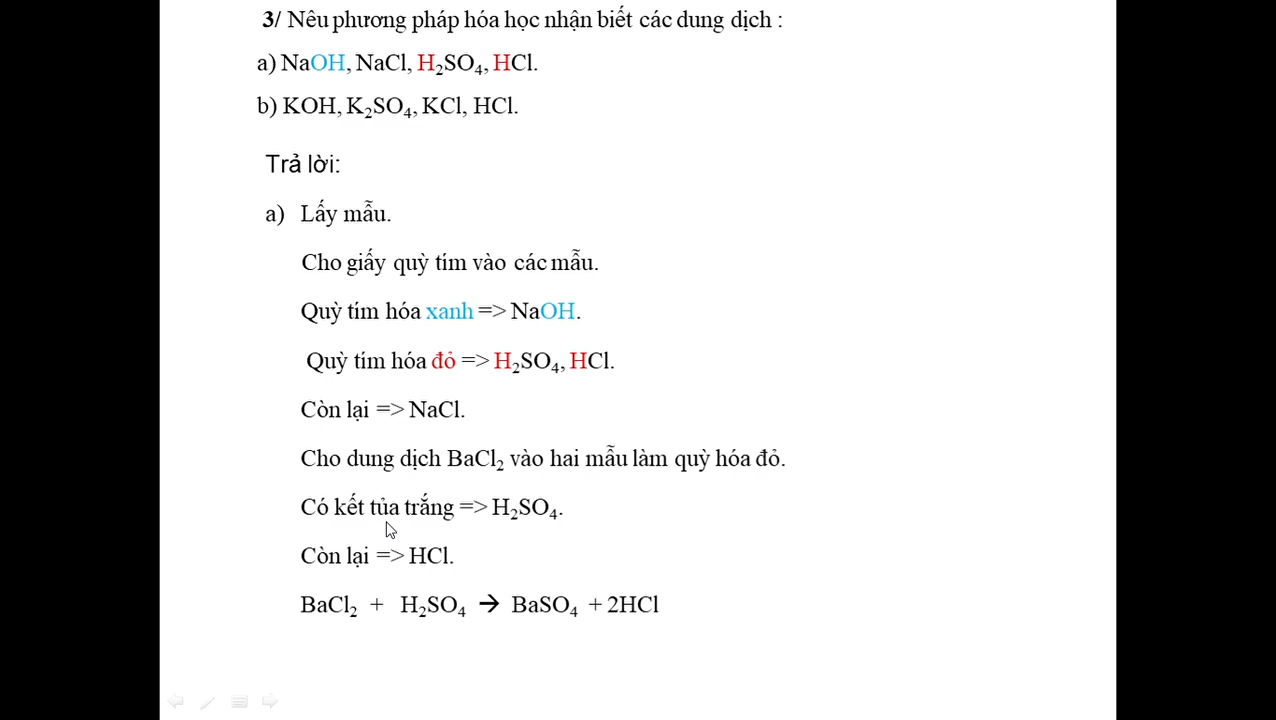 3/ Nêu phương pháp hóa học nhận biết các dung dịch :
a) NaOH, NaCl, H₂SO₄, HCl.
b) KOH, K₂SO₄, KCl, HCl.
Trả lời:
a) Lấy mẫu.
Cho giấy quỳ tím vào các mẫu.
Quỳ tím hóa xanh => NaOH.
Quỳ tím hóa đỏ => H₂SO₄, HCl.
Còn lại => NaCl.
Cho dung dịch BaCl₂ vào hai mẫu làm quỳ hóa đỏ.
Có kết tủa trắng => H₂SO₄.
Còn lại => HCl.
BaCl₂ + H₂SO₄ → BaSO₄ + 2HCl